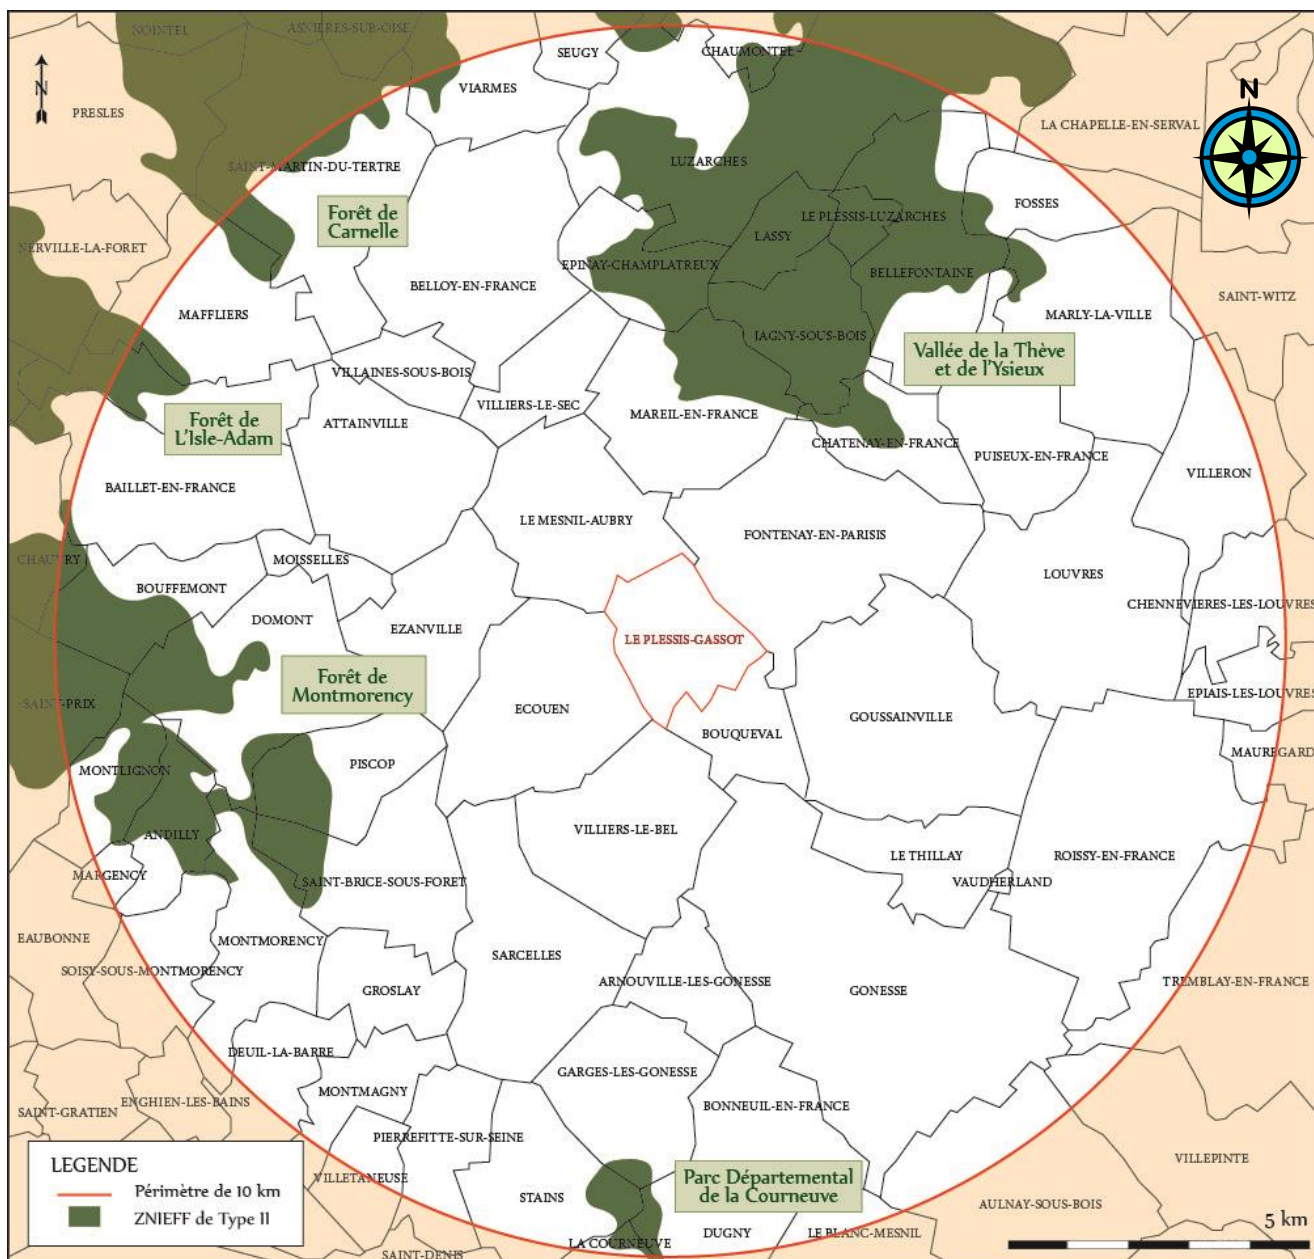 NOINTEL
ASNIERES-SUR-OISE
SEUGY
CHAUMONTEL
VIARMES
N
N
PRESLES
LA CHAPELLE-EN-SERVAL
SAINT-MARTIN-DU-TERTRE
LUZARCHES
FOSSES
Forêt de
Carnelle
LE PLESSIS-LUZARCHES
LASSY
NERVILLE-LA-FORET
EPINAY-CHAMPLATREUX
BELLEFONTAINE
BELLOY-EN-FRANCE
SAINT-WITZ
MAFFLIERS
MARLY-LA-VILLE
JAGNY-SOUS-BOIS
Vallée de la Thève
et de l'Ysieux
VILLAINES-SOUS-BOIS
VILLIERS-LE-SEC
MAREIL-EN-FRANCE
Forêt de
L'Isle-Adam
ATTAINVILLE
CHATENAY-EN-FRANCE
PUISEUX-EN-FRANCE
VILLERON
BAILLET-EN-FRANCE
LE MESNIL-AUBRY
FONTENAY-EN-PARISIS
CHAUVRY
MOISSELLES
BOUFFEMONT
LOUVRES
CHENNEVIERES-LES-LOUVRES
DOMONT
EZANVILLE
LE PLESSIS-GASSOT
Forêt de
Montmorency
SAINT-PRIX
ECOUEN
GOUSSAINVILLE
EPIAIS-LES-LOUVRES
BOUQUEVAL
MAUREGARD
MONTLIGNON
PISCOP
ANDILLY
VILLIERS-LE-BEL
LE THILLAY
ROISSY-EN-FRANCE
MARGENCY
SAINT-BRICE-SOUS-FORET
VAUDHERLAND
EAUBONNE
MONTMORENCY
SARCELLES
SOISY-SOUS-MONTMORENCY
ARNOUVILLE-LES-GONESSE
TREMBLAY-EN-FRANCE
GROSLAY
GONESSE
DEUIL-LA-BARRE
GARGES-LES-GONESSE
MONTMAGNY
ENGHIEN-LES-BAINS
BONNEUIL-EN-FRANCE
SAINT-GRATIEN
PIERREFITTE-SUR-SEINE
VILLEPINTE
LEGENDE
Périmètre de 10 km
ZNIEFF de Type II
VILLETANEUSE
STAINS
Parc Départemental
de la Courneuve
AULNAY-SOUS-BOIS
5 km
DUGNY
LE BLANC-MESNIL
LA COURNEUVE
SAINT-DENIS